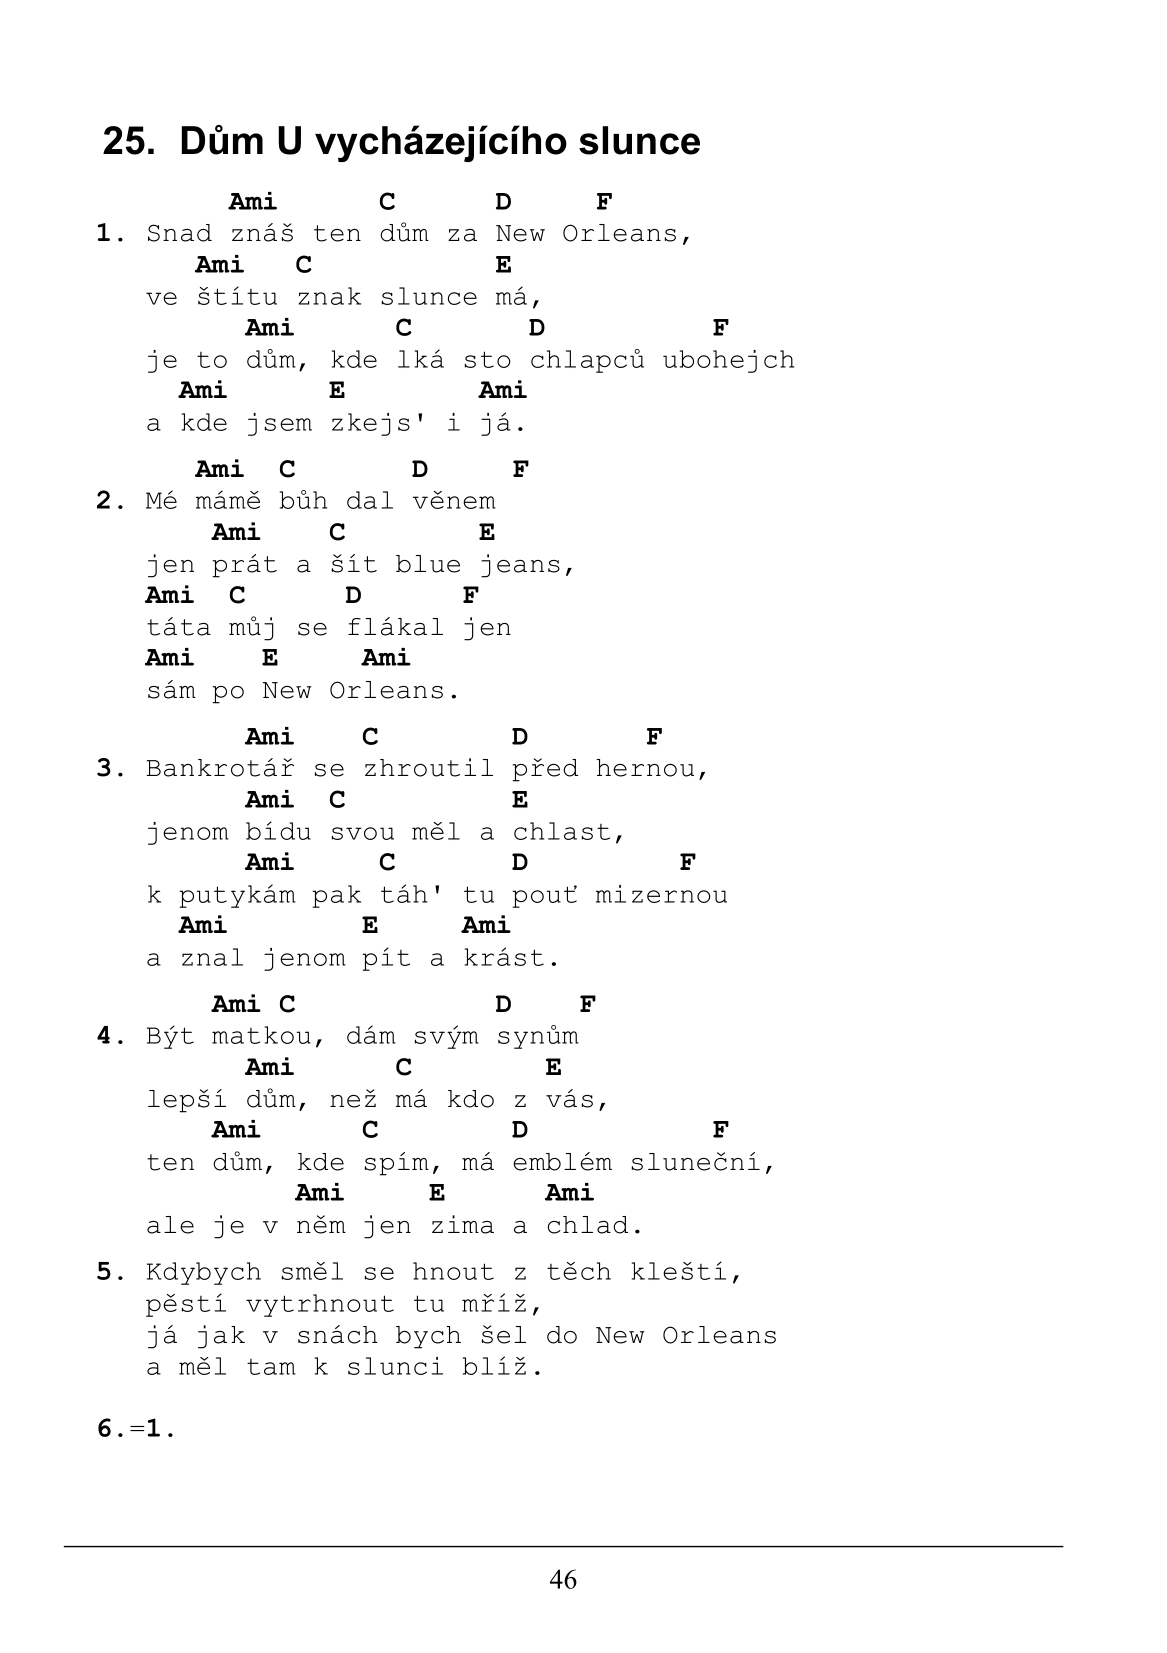 25.  Dům U vycházejícího slunce
        Ami      C      D     F
1. Snad znáš ten dům za New Orleans,
      Ami   C           E
   ve štítu znak slunce má,
         Ami      C       D          F
   je to dům, kde lká sto chlapců ubohejch
     Ami      E        Ami
   a kde jsem zkejs' i já.
      Ami  C       D     F
2. Mé mámě bůh dal věnem
       Ami    C        E
   jen prát a šít blue jeans,
   Ami  C      D      F
   táta můj se flákal jen
   Ami    E     Ami
   sám po New Orleans.
         Ami    C        D       F
3. Bankrotář se zhroutil před hernou,
         Ami  C          E
   jenom bídu svou měl a chlast,
         Ami     C       D         F
   k putykám pak táh' tu pouť mizernou
     Ami        E     Ami
   a znal jenom pít a krást.
       Ami C            D    F
4. Být matkou, dám svým synům
         Ami      C        E
   lepší dům, než má kdo z vás,
       Ami      C        D           F
   ten dům, kde spím, má emblém sluneční,
            Ami     E      Ami
   ale je v něm jen zima a chlad.
5. Kdybych směl se hnout z těch kleští,
   pěstí vytrhnout tu mříž,
   já jak v snách bych šel do New Orleans
   a měl tam k slunci blíž.
6.=1.
46